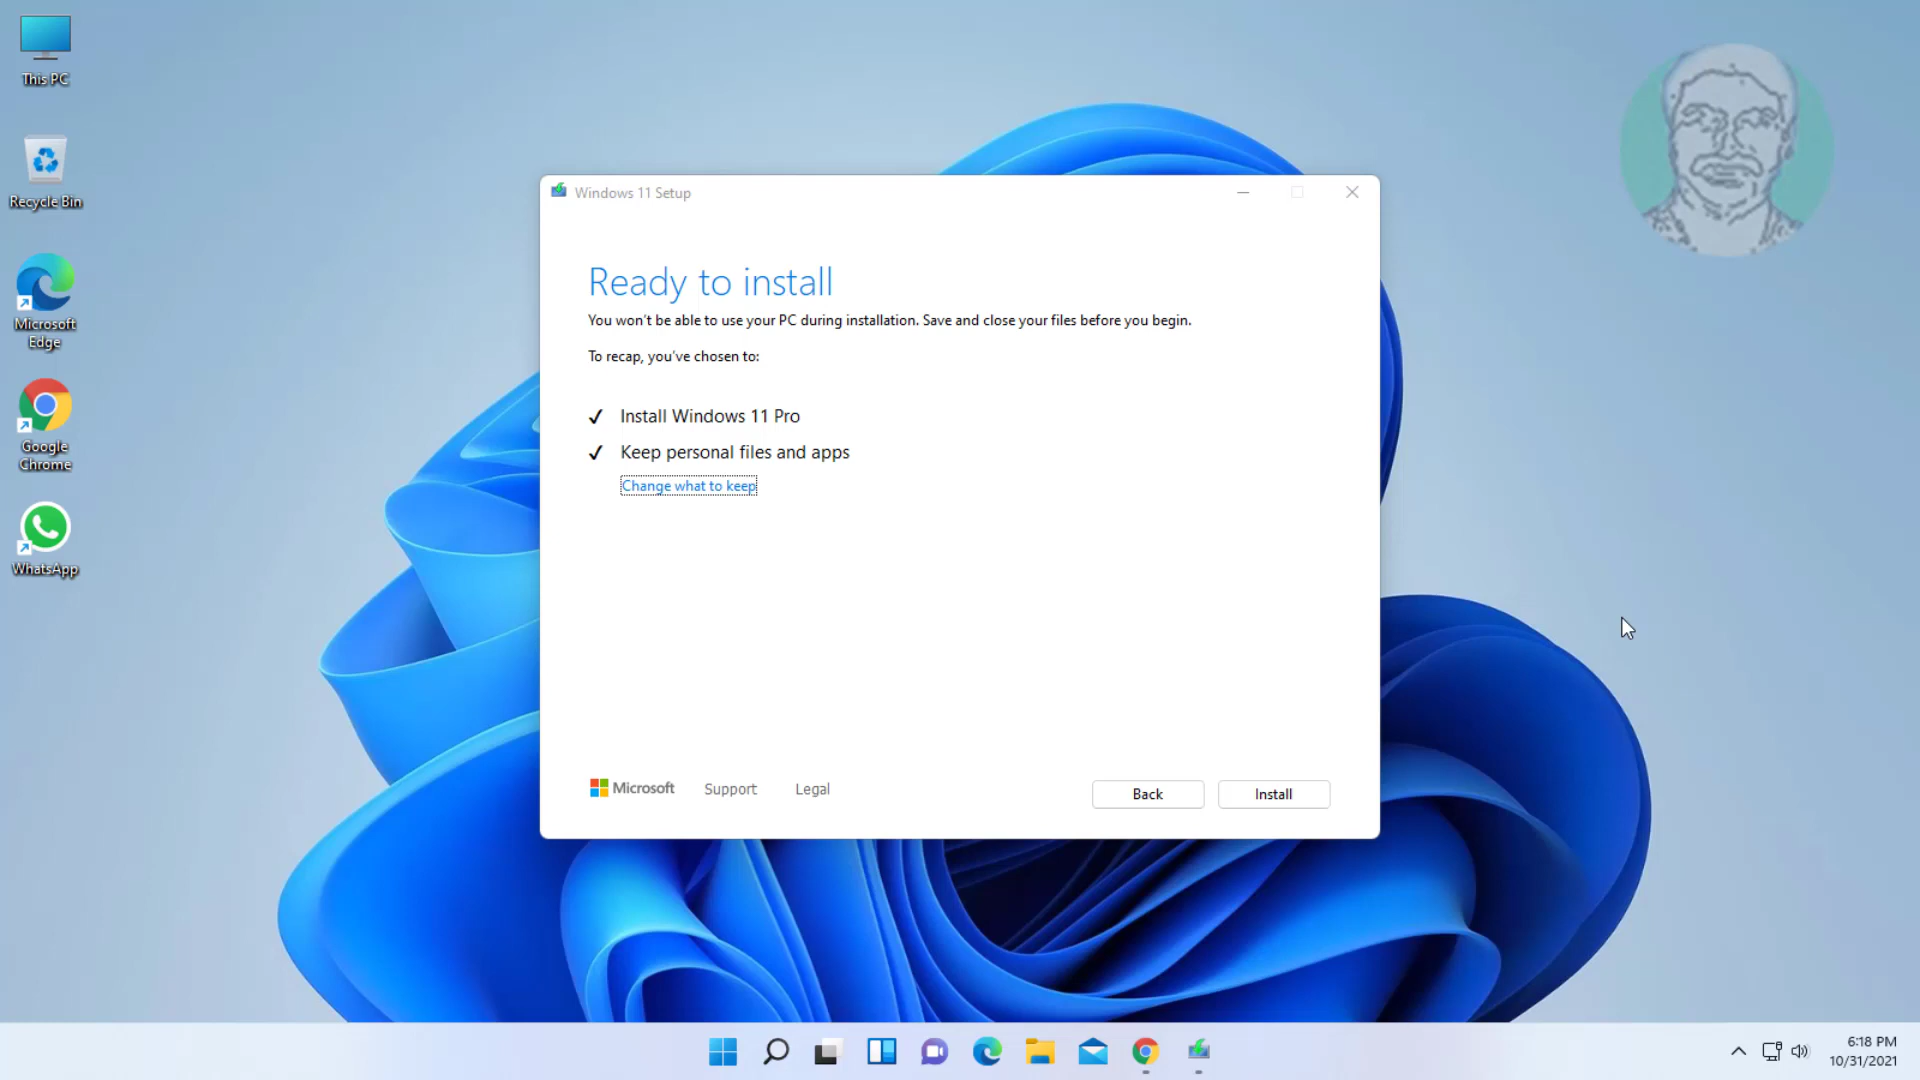 This PC
Recycle Bin
Microsoft
Edge
Google
Chrome
WhatsApp
Windows 11 Setup
Ready to install
You won't be able to use your PC during installation. Save and close your files before you begin.
To recap, you've chosen to:
Install Windows 11 Pro
Keep personal files and apps
Change what to keep
Microsoft
Support
Legal
Back
Install
6:18 PM
10/31/2021